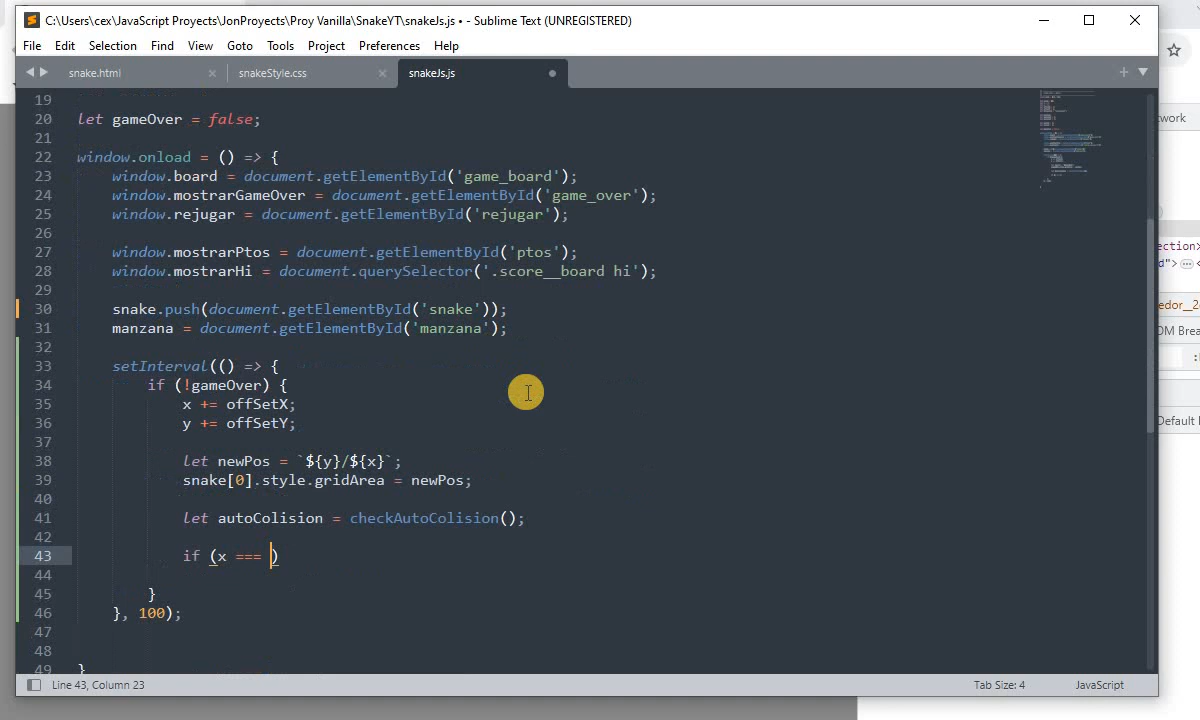 C:\Users\cex\JavaScript Proyects\JonProyects\Proy Vanilla\SnakeYT\snakeJs.js • - Sublime Text (UNREGISTERED)
File Edit Selection Find View Goto Tools Project Preferences Help
snake.html snakeStyle.css snakeJs.js
19
20 let gameOver = false;
21
22 window.onload = () => {
23 window.board = document.getElementById('game_board');
24 window.mostrarGameOver = document.getElementById('game_over');
25 window.rejugar = document.getElementById('rejugar');
26
27 window.mostrarPtos = document.getElementById('ptos');
28 window.mostrarHi = document.querySelector('.score__board hi');
29
30 snake.push(document.getElementById('snake'));
31 manzana = document.getElementById('manzana');
32
33 setInterval(() => {
34 if (!gameOver) {
35 x += offSetX;
36 y += offSetY;
37
38 let newPos = `${y}/${x}`;
39 snake[0].style.gridArea = newPos;
40
41 let autoColision = checkAutoColision();
42
43 if (x === )
44
45 }
46 }, 100);
47
48
49 }
Line 43, Column 23 Tab Size: 4 JavaScript
twork
ection>
d"> <
edor__2
OM Brea
Default